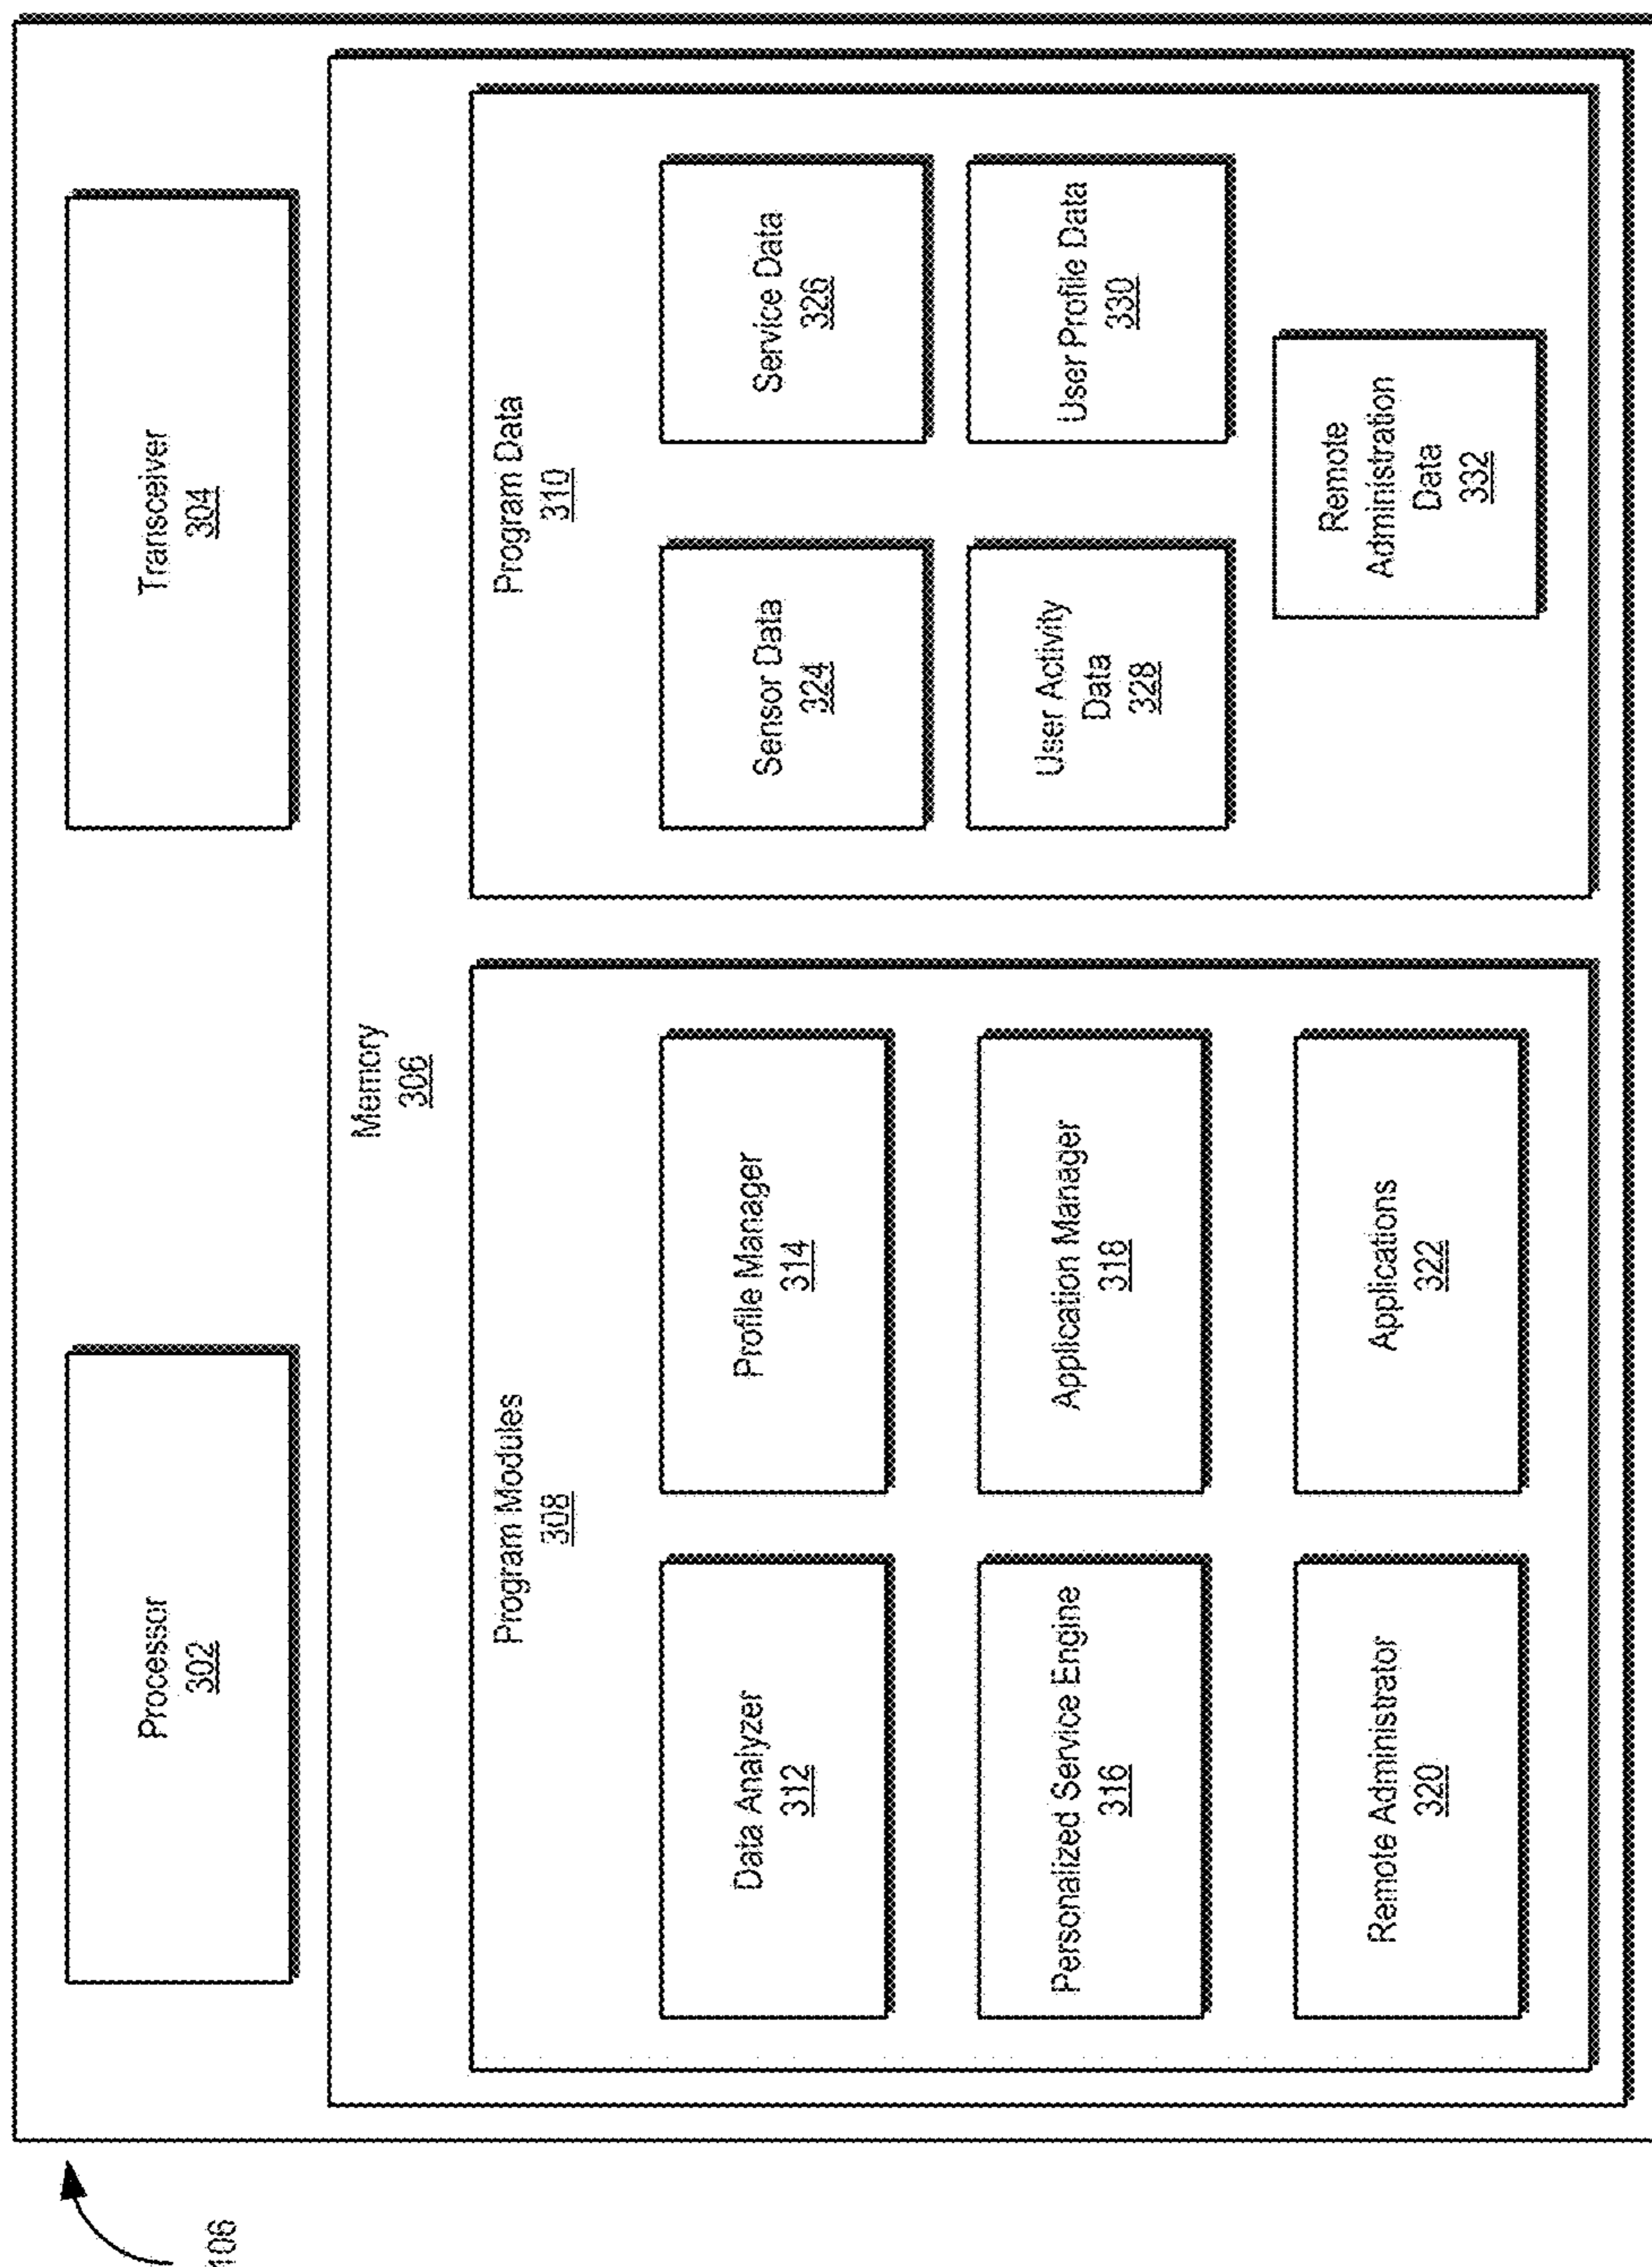 106
Processor
302
Transceiver
304
Memory
306
Program Modules
308
Data Analyzer
312
Profile Manager
314
Personalized Service Engine
316
Application Manager
318
Remote Administrator
320
Applications
322
Program Data
310
Sensor Data
324
Service Data
326
User Activity
Data
328
User Profile Data
330
Remote
Administration
Data
332